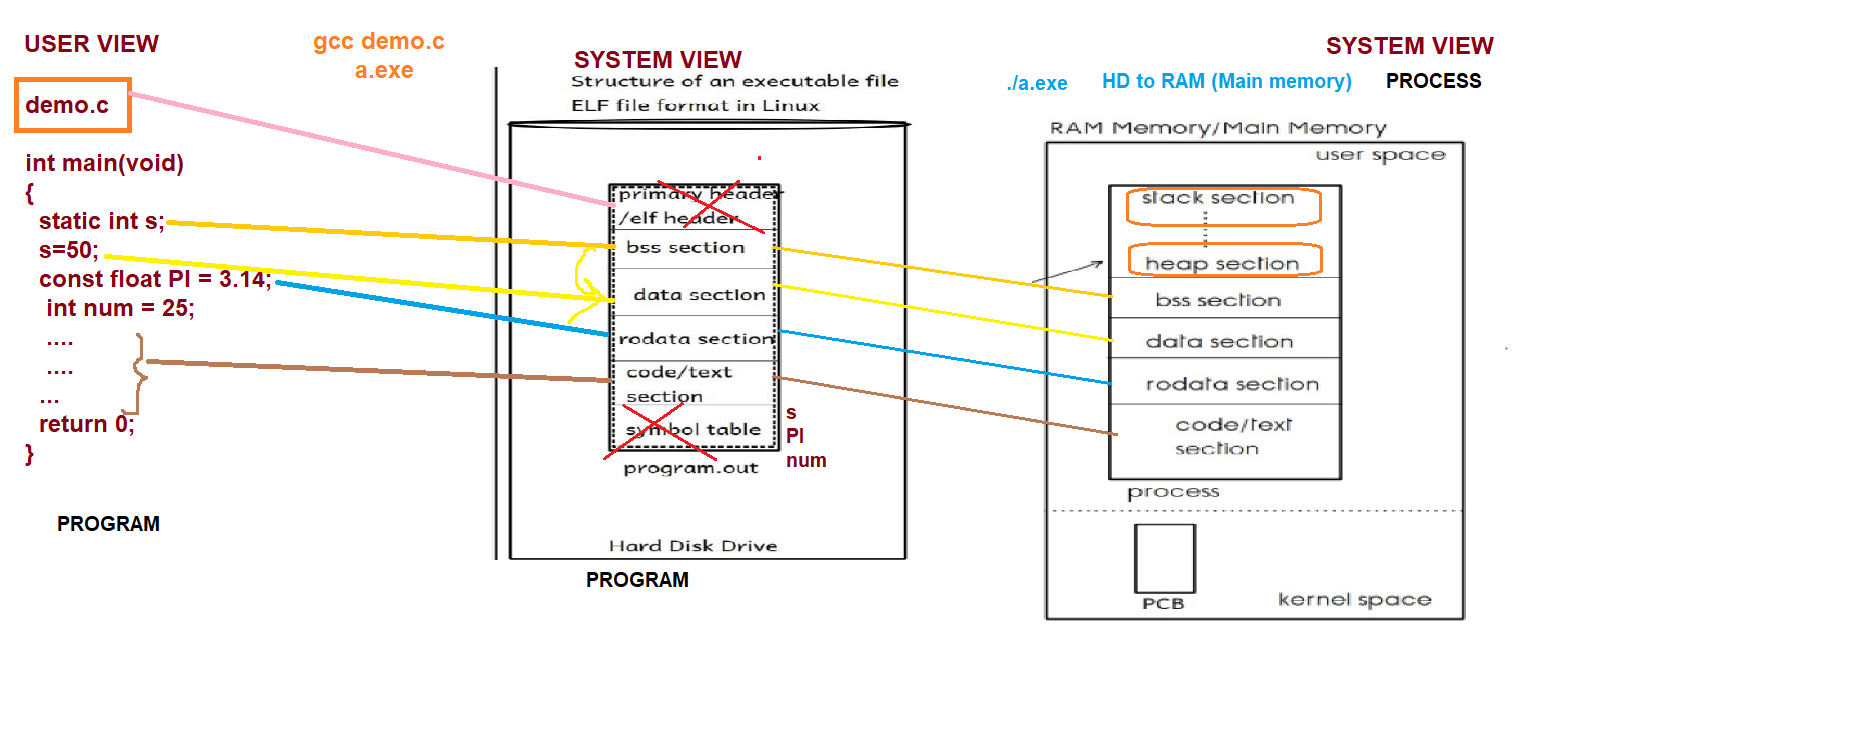 USER VIEW
demo.c
int main(void)
{
static int s;
s=50;
const float PI = 3.14;
int num = 25;
....
....
...
return 0;
}
PROGRAM
gcc demo.c
a.exe
SYSTEM VIEW
Structure of an executable file
ELF file format in Linux
primary header
/elf header
bss section
data section
rodata section
code/text
section
symbol table
s
PI
num
program.out
Hard Disk Drive
PROGRAM
SYSTEM VIEW
./a.exe HD to RAM (Main memory) PROCESS
RAM Memory/Main Memory
user space
stack section
heap section
bss section
data section
rodata section
code/text
section
process
PCB
kernel space